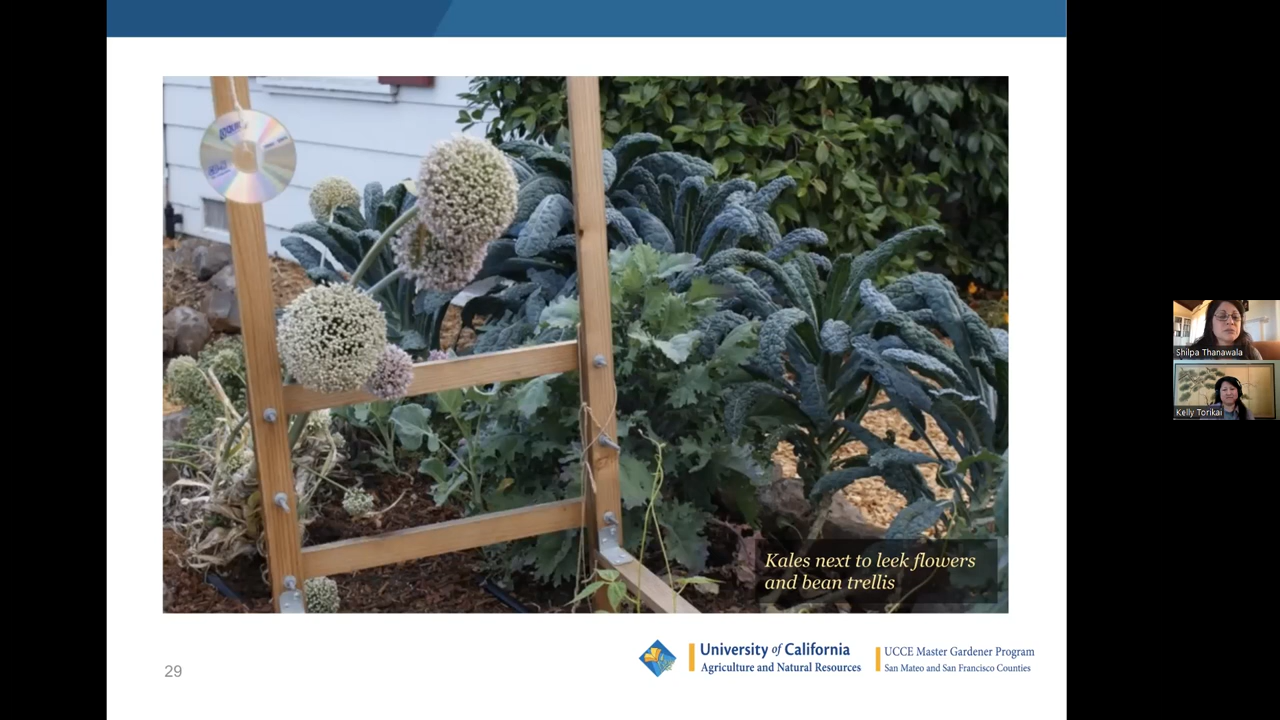 Kales next to leek flowers
and bean trellis
29
University of California
Agriculture and Natural Resources
UCCE Master Gardener Program
San Mateo and San Francisco Counties
Shilpa Thanawala
Kelly Torikai